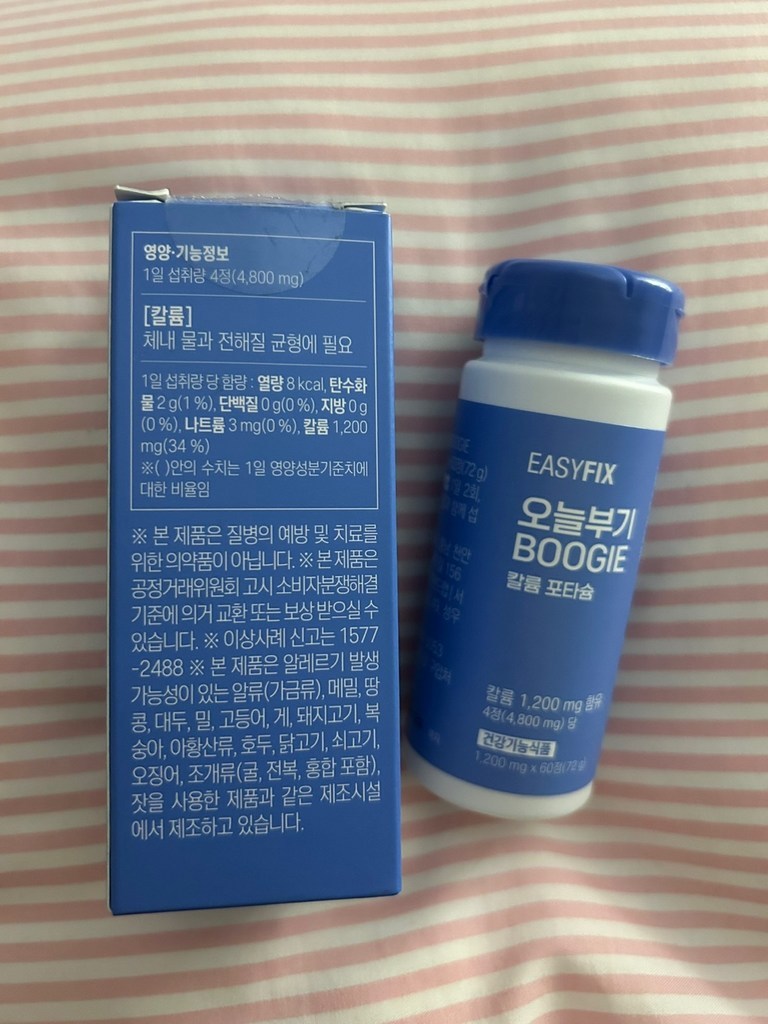 영양·기능정보
1일 섭취량 4정(4,800 mg)
[칼륨]
체내 물과 전해질 균형에 필요
1일 섭취량 당 함량 : 열량 8 kcal, 탄수화
물 2 g(1 %), 단백질 0 g(0 %), 지방 0 g
(0 %), 나트륨 3 mg(0 %), 칼륨 1,200
mg(34 %)
※( )안의 수치는 1일 영양성분기준치에
대한 비율임
※ 본 제품은 질병의 예방 및 치료를
위한 의약품이 아닙니다. ※ 본 제품은
공정거래위원회 고시 소비자분쟁해결
기준에 의거 교환 또는 보상 받으실 수
있습니다. ※ 이상사례 신고는 1577
-2488 ※ 본 제품은 알레르기 발생
가능성이 있는 알류(가금류), 메밀, 땅
콩, 대두, 밀, 고등어, 게, 돼지고기, 복
숭아, 아황산류, 호두, 닭고기, 쇠고기,
오징어, 조개류(굴, 전복, 홍합 포함),
잣을 사용한 제품과 같은 제조시설
에서 제조하고 있습니다.
EASYFIX
오늘부기
BOOGIE
칼륨 포타슘
칼륨 1,200 mg 함유
4정(4,800 mg) 당
건강기능식품
1,200 mg x 60정(72 g)
(72 g)
2회,
천안
156